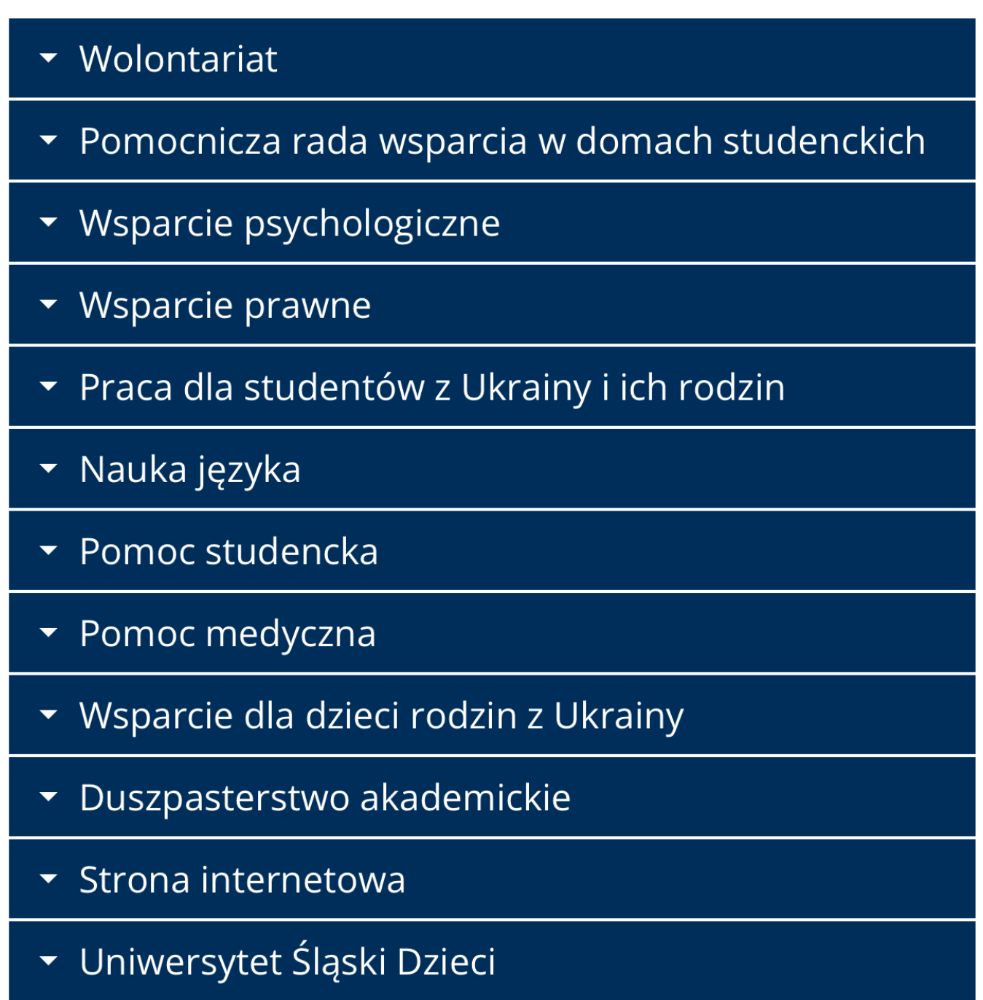 Wolontariat
Pomocnicza rada wsparcia w domach studenckich
Wsparcie psychologiczne
Wsparcie prawne
Praca dla studentów z Ukrainy i ich rodzin
Nauka języka
Pomoc studencka
Pomoc medyczna
Wsparcie dla dzieci rodzin z Ukrainy
Duszpasterstwo akademickie
Strona internetowa
Uniwersytet Śląski Dzieci